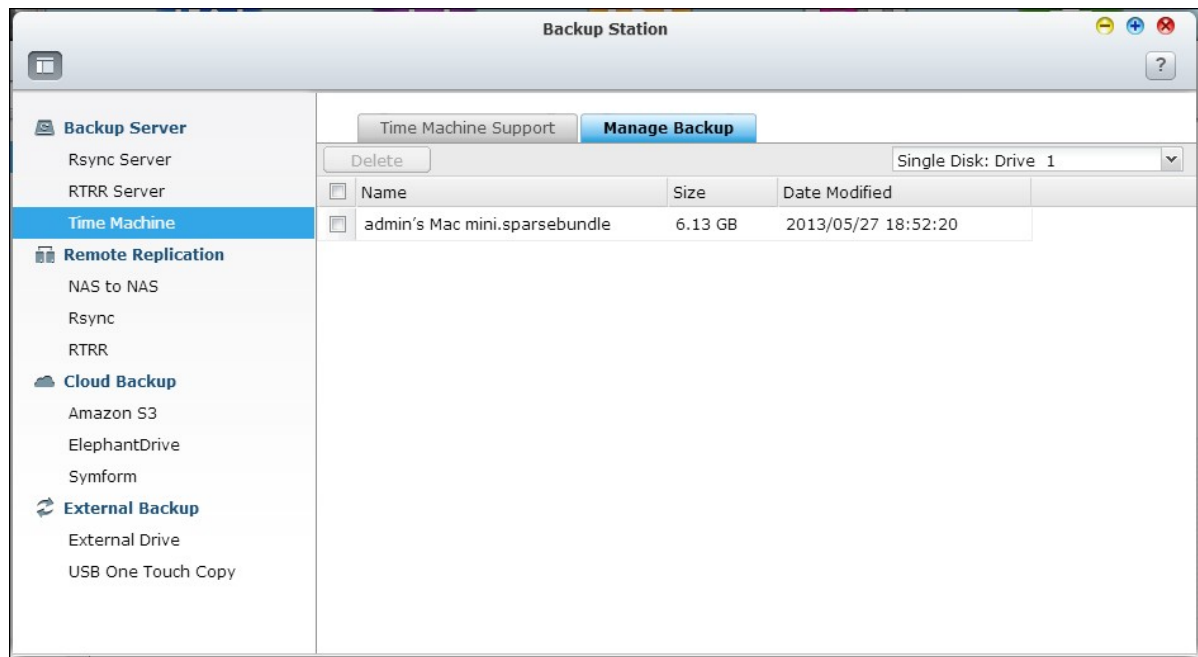 Backup Station
?
Backup Server
Rsync Server
RTRR Server
Time Machine
Remote Replication
NAS to NAS
Rsync
RTRR
Cloud Backup
Amazon S3
ElephantDrive
Symform
External Backup
External Drive
USB One Touch Copy
Time Machine Support
Manage Backup
Delete
Single Disk: Drive 1
Name Size Date Modified
admin's Mac mini.sparsebundle 6.13 GB 2013/05/27 18:52:20